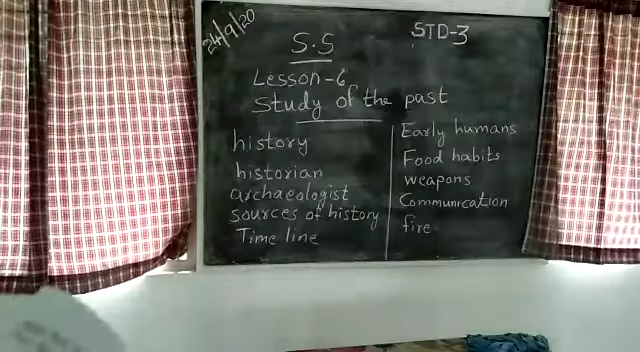 24/9/20
STD-3
S.S
Lesson-6
Study of the past
history
historian
archaeologist
sources of history
Time line
Early humans
Food habits
weapons
Communication
fire